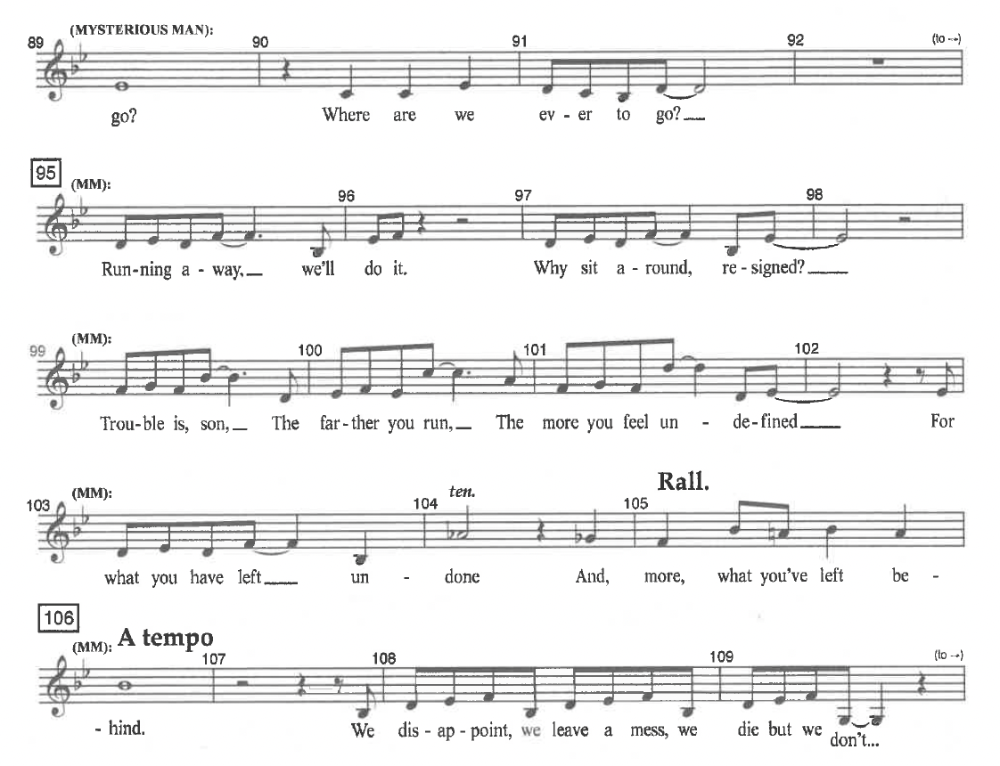 89 (MYSTERIOUS MAN): 90 91 92 (to →)
go? Where are we ev - er to go?
95 (MM): 96 97 98
Run-ning a - way, we'll do it. Why sit a - round, re - signed?
99 (MM): 100 101 102
Trou-ble is, son, The far-ther you run, The more you feel un - de-fined For
103 (MM): 104 ten. 105 Rall.
what you have left un - done And, more, what you've left be -
106 (MM): A tempo 107 108 109 (to →)
- hind. We dis - ap - point, we leave a mess, we die but we don't...